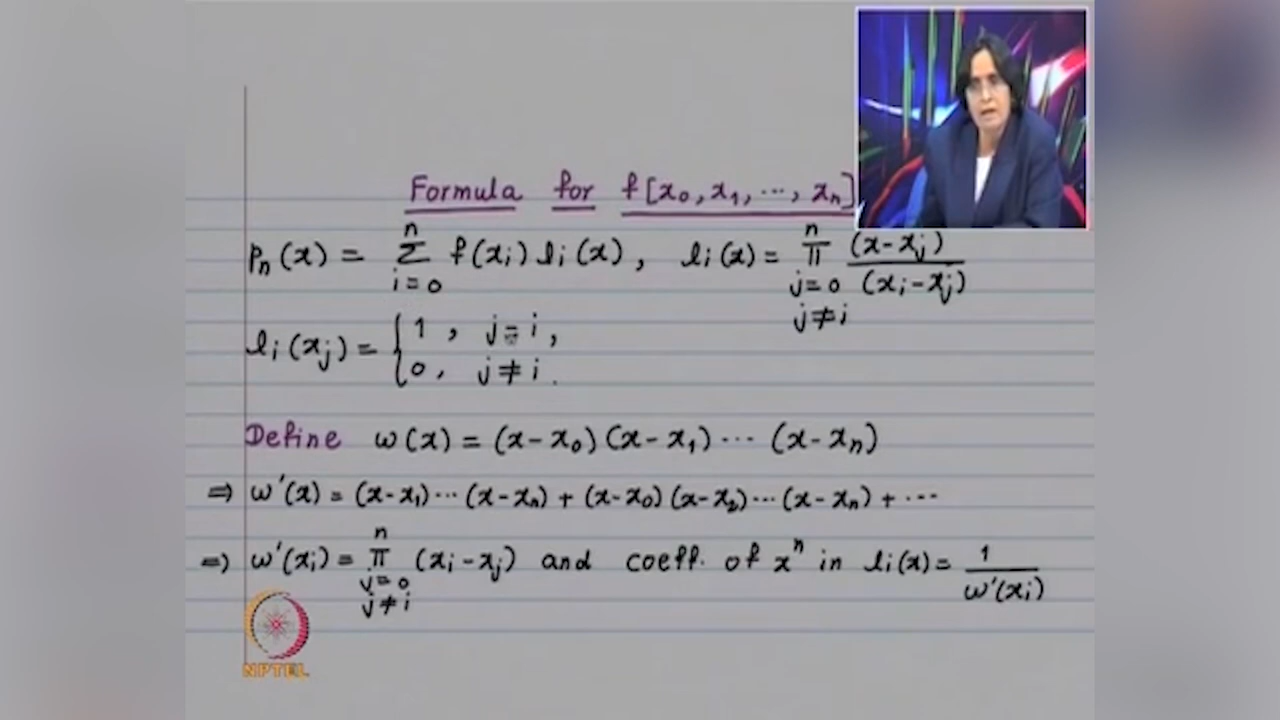 Formula for f[x₀, x₁, ⋯, xₙ]
pₙ(x) = Σ_{i=0}^{n} f(xᵢ) lᵢ(x), lᵢ(x) = π_{j=0, j≠i}^{n} (x-xⱼ)/(xᵢ-xⱼ)
lᵢ(xⱼ) = { 1, j=i,
0, j≠i.
Define w(x) = (x-x₀)(x-x₁)⋯(x-xₙ)
⇒ w'(x) = (x-x₁)⋯(x-xₙ) + (x-x₀)(x-x₂)⋯(x-xₙ) + ⋯
⇒ w'(xᵢ) = π_{j=0, j≠i}^{n} (xᵢ-xⱼ) and coeff. of xⁿ in lᵢ(x) = 1/w'(xᵢ)
NPTEL